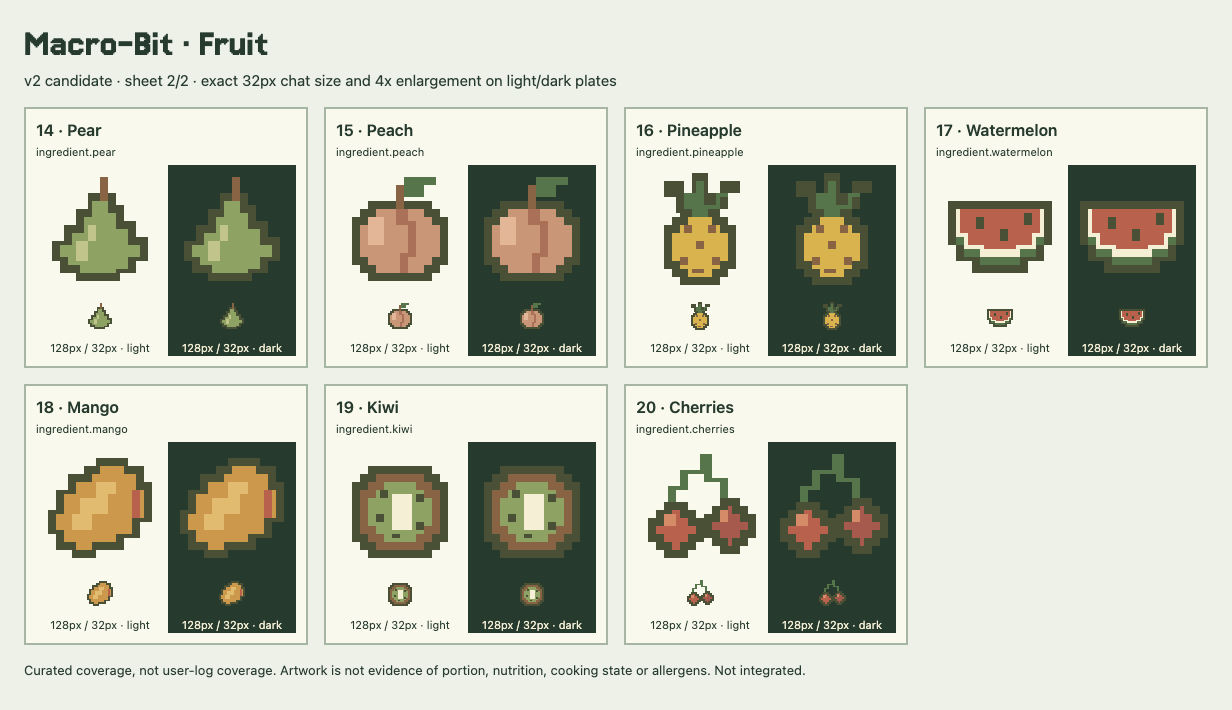 Macro-Bit · Fruit
v2 candidate · sheet 2/2 · exact 32px chat size and 4x enlargement on light/dark plates
14 · Pear
ingredient.pear
128px / 32px · light
128px / 32px · dark
15 · Peach
ingredient.peach
128px / 32px · light
128px / 32px · dark
16 · Pineapple
ingredient.pineapple
128px / 32px · light
128px / 32px · dark
17 · Watermelon
ingredient.watermelon
128px / 32px · light
128px / 32px · dark
18 · Mango
ingredient.mango
128px / 32px · light
128px / 32px · dark
19 · Kiwi
ingredient.kiwi
128px / 32px · light
128px / 32px · dark
20 · Cherries
ingredient.cherries
128px / 32px · light
128px / 32px · dark
Curated coverage, not user-log coverage. Artwork is not evidence of portion, nutrition, cooking state or allergens. Not integrated.